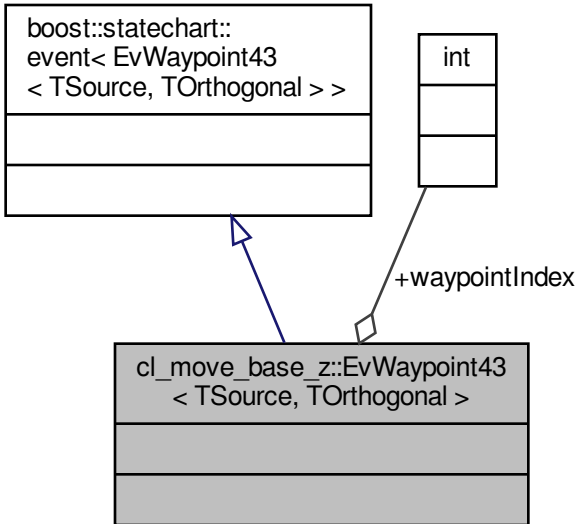 boost::statechart::
event< EvWaypoint43
< TSource, TOrthogonal > >
int
+waypointIndex
cl_move_base_z::EvWaypoint43
< TSource, TOrthogonal >